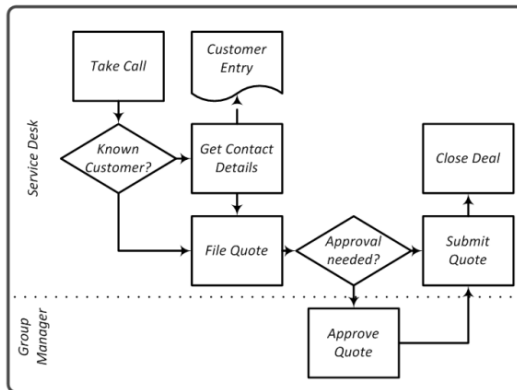 Service Desk
Take Call
Customer
Entry
Known
Customer?
Get Contact
Details
Close Deal
File Quote
Approval
needed?
Submit
Quote
Group
Manager
Approve
Quote